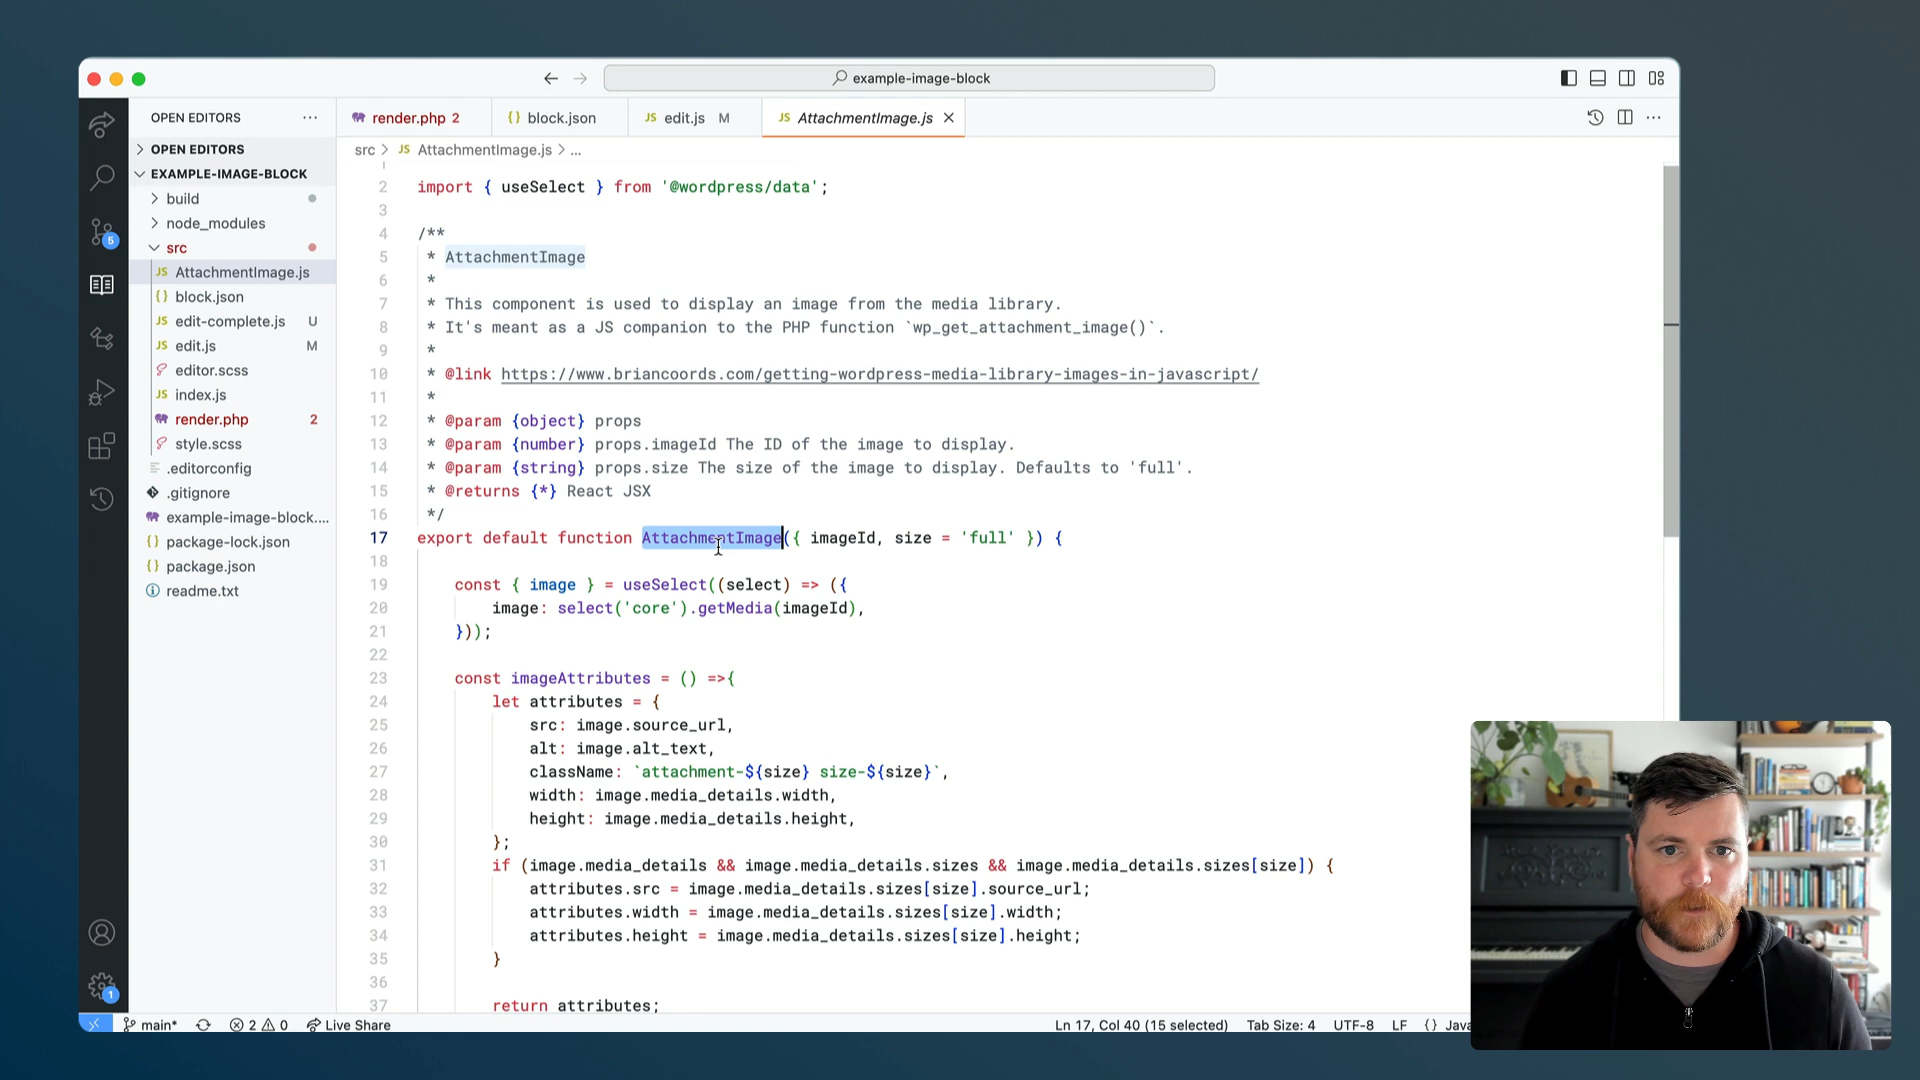 example-image-block
OPEN EDITORS ...
render.php 2
{} block.json
JS edit.js M
JS AttachmentImage.js
...
OPEN EDITORS
src > JS AttachmentImage.js > ...
EXAMPLE-IMAGE-BLOCK
build
node_modules
src
JS AttachmentImage.js
{} block.json
JS edit-complete.js U
JS edit.js M
editor.scss
JS index.js
render.php 2
style.scss
.editorconfig
.gitignore
example-image-block....
{} package-lock.json
{} package.json
readme.txt
5
1
1
2 import { useSelect } from '@wordpress/data';
3
4 /**
5 * AttachmentImage
6 *
7 * This component is used to display an image from the media library.
8 * It's meant as a JS companion to the PHP function `wp_get_attachment_image()`.
9 *
10 * @link https://www.briancoords.com/getting-wordpress-media-library-images-in-javascript/
11 *
12 * @param {object} props
13 * @param {number} props.imageId The ID of the image to display.
14 * @param {string} props.size The size of the image to display. Defaults to 'full'.
15 * @returns {*} React JSX
16 */
17 export default function AttachmentImage({ imageId, size = 'full' }) {
18
19 const { image } = useSelect((select) => ({
20 image: select('core').getMedia(imageId),
21 }));
22
23 const imageAttributes = () =>{
24 let attributes = {
25 src: image.source_url,
26 alt: image.alt_text,
27 className: `attachment-${size} size-${size}`,
28 width: image.media_details.width,
29 height: image.media_details.height,
30 };
31 if (image.media_details && image.media_details.sizes && image.media_details.sizes[size]) {
32 attributes.src = image.media_details.sizes[size].source_url;
33 attributes.width = image.media_details.sizes[size].width;
34 attributes.height = image.media_details.sizes[size].height;
35 }
36
37 return attributes;
main* 2 0 Live Share
Ln 17, Col 40 (15 selected) Tab Size: 4 UTF-8 LF {} Java